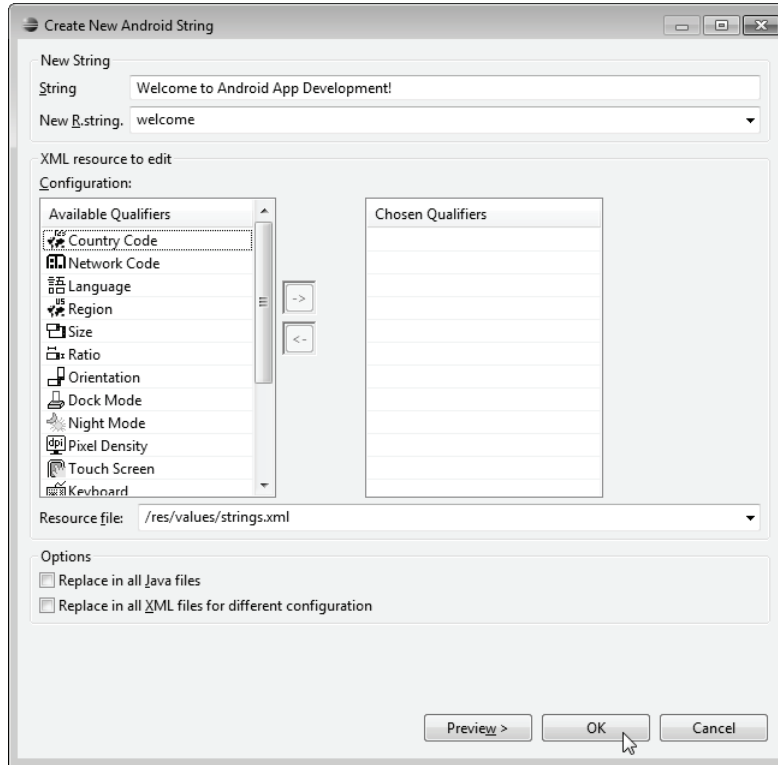 Create New Android String
New String
String Welcome to Android App Development!
New R.string. welcome
XML resource to edit
Configuration:
Available Qualifiers
Country Code
Network Code
Language
Region
Size
Ratio
Orientation
Dock Mode
Night Mode
Pixel Density
Touch Screen
Keyboard
->
<-
Chosen Qualifiers
Resource file: /res/values/strings.xml
Options
Replace in all Java files
Replace in all XML files for different configuration
Preview > OK Cancel